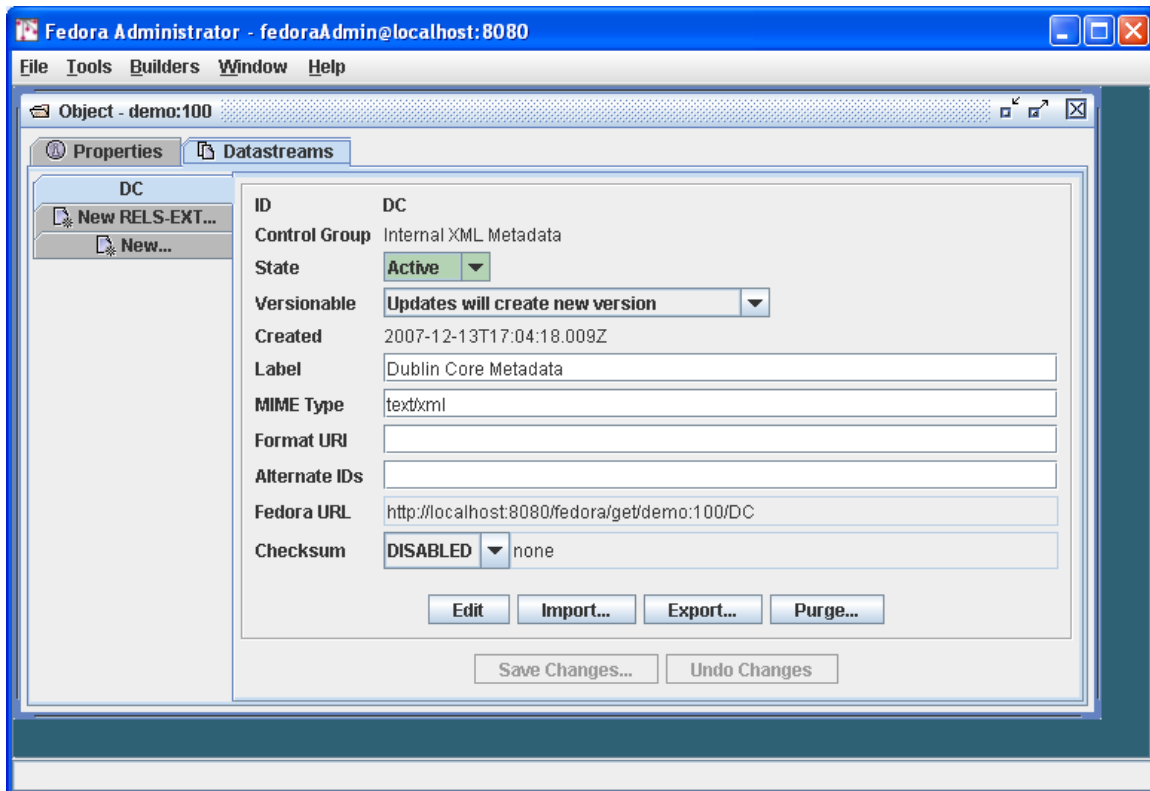 Fedora Administrator - fedoraAdmin@localhost:8080
File Tools Builders Window Help
Object - demo:100
Properties Datastreams
DC
New RELS-EXT...
New...
ID DC
Control Group Internal XML Metadata
State Active
Versionable Updates will create new version
Created 2007-12-13T17:04:18.009Z
Label Dublin Core Metadata
MIME Type text/xml
Format URI
Alternate IDs
Fedora URL http://localhost:8080/fedora/get/demo:100/DC
Checksum DISABLED none
Edit Import... Export... Purge...
Save Changes... Undo Changes